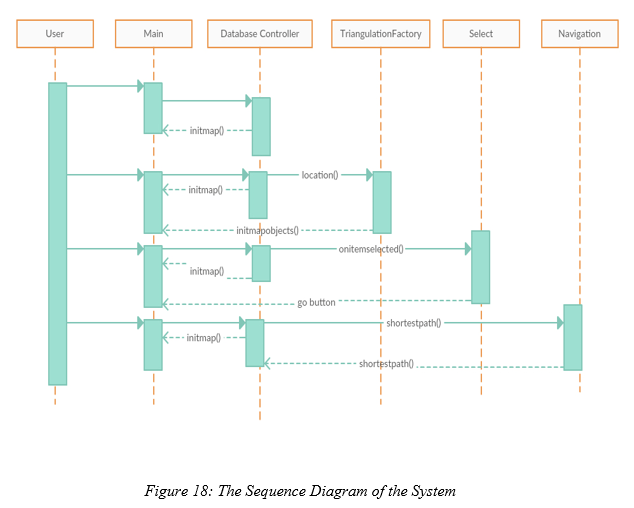 User
Main
Database Controller
TriangulationFactory
Select
Navigation
initmap()
location()
initmap()
initmapobjects()
onitemselected()
initmap()
go button
shortestpath()
initmap()
shortestpath()
Figure 18: The Sequence Diagram of the System